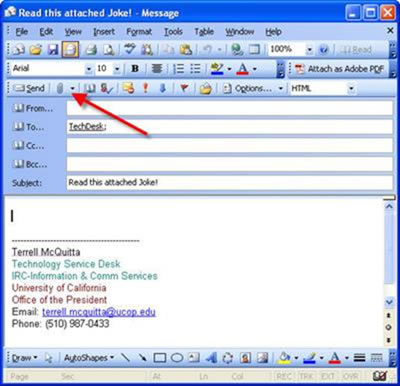 Read this attached Joke! - Message
File Edit View Insert Format Tools Table Window Help
100% Read
Arial 10 B I U A Attach as Adobe PDF
Send Options... HTML
From...
To... TechDesk;
Cc...
Bcc...
Subject: Read this attached Joke!
----------------------------------------
Terrell McQuitta
Technology Service Desk
IRC-Information & Comm Services
University of California
Office of the President
Email: terrell.mcquitta@ucop.edu
Phone: (510) 987-0433
Draw AutoShapes A
Page Sec At Ln Col REC TRK EXT OVR